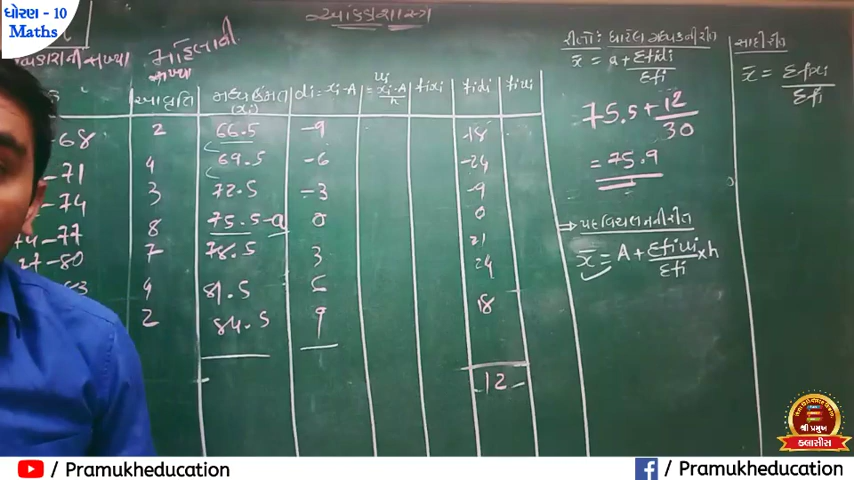 ધોરણ - 10
Maths
આંકડાશાસ્ત્ર
આવૃત્તિ
મધ્યકિંમત
(xi)
di = xi - A
ui
= xi - A / h
fixi
fidi
fiui
-68 2 66.5 -9 -18
-71 4 69.5 -6 -24
-74 3 72.5 -3 -9
74-77 8 75.5-a 0 0
77-80 7 78.5 3 21
4 81.5 6 24
2 84.5 9 18
12
રીતો: ધારેલ મધ્યકની રીત
x̄ = a + Σfidi / Σfi
75.5 + 12 / 30
= 75.9
→ પદ વિચલનની રીત
x̄ = A + Σfiui / Σfi × h
સાદી રીત
x̄ = Σfixi / Σfi
શ્રી પ્રમુખ
ક્લાસીસ
/ Pramukheducation
/ Pramukheducation